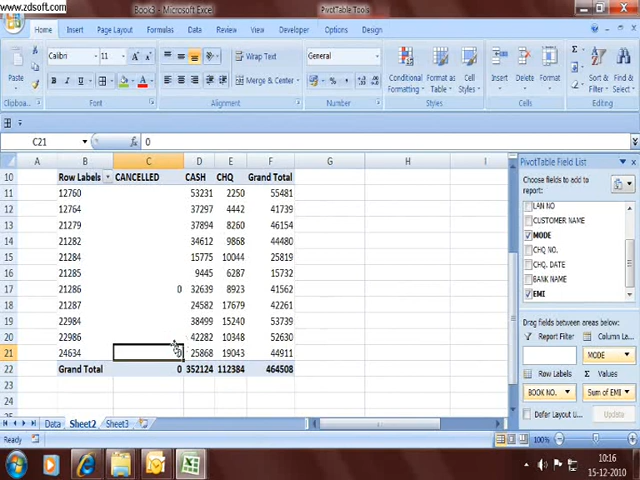 www.zdsoft.com
Book3 - Microsoft Excel
PivotTable Tools
Home Insert Page Layout Formulas Data Review View Developer Options Design
Calibri 11
General
Wrap Text
Merge & Center
Paste
Conditional Formatting Format as Table Cell Styles
Insert Delete Format
Sort & Filter Find & Select
Clipboard Font Alignment Number Styles Cells Editing
C21 fx 0
A B C D E F G H I
10 Row Labels CANCELLED CASH CHQ Grand Total
11 12760 53231 2250 55481
12 12764 37297 4442 41739
13 21279 37894 8260 46154
14 21282 34612 9868 44480
15 21284 15775 10044 25819
16 21285 9445 6287 15732
17 21286 0 32639 8923 41562
18 21287 24582 17679 42261
19 22984 38499 15240 53739
20 22986 42282 10348 52630
21 24634 0 25868 19043 44911
22 Grand Total 0 352124 112384 464508
23
24
25
PivotTable Field List
Choose fields to add to report:
LAN NO
CUSTOMER NAME
MODE
CHQ NO.
CHQ. DATE
BANK NAME
EMI
Drag fields between areas below:
Report Filter Column La...
MODE
Row Labels Values
BOOK NO. Sum of EMI
Defer Layout U... Update
Data Sheet2 Sheet3
Ready 100%
10:16
15-12-2010